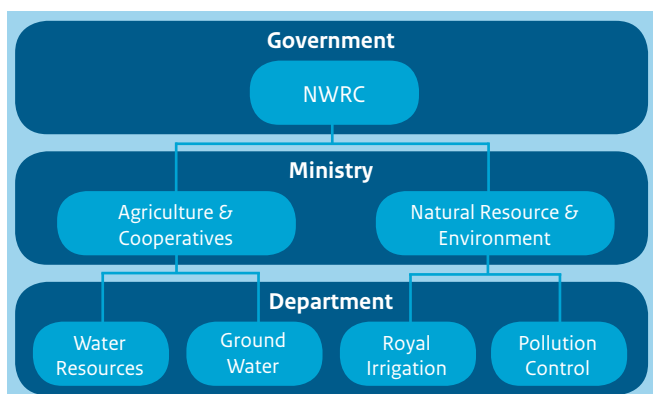 Government
NWRC
Ministry
Agriculture &
Cooperatives
Natural Resource &
Environment
Department
Water
Resources
Ground
Water
Royal
Irrigation
Pollution
Control